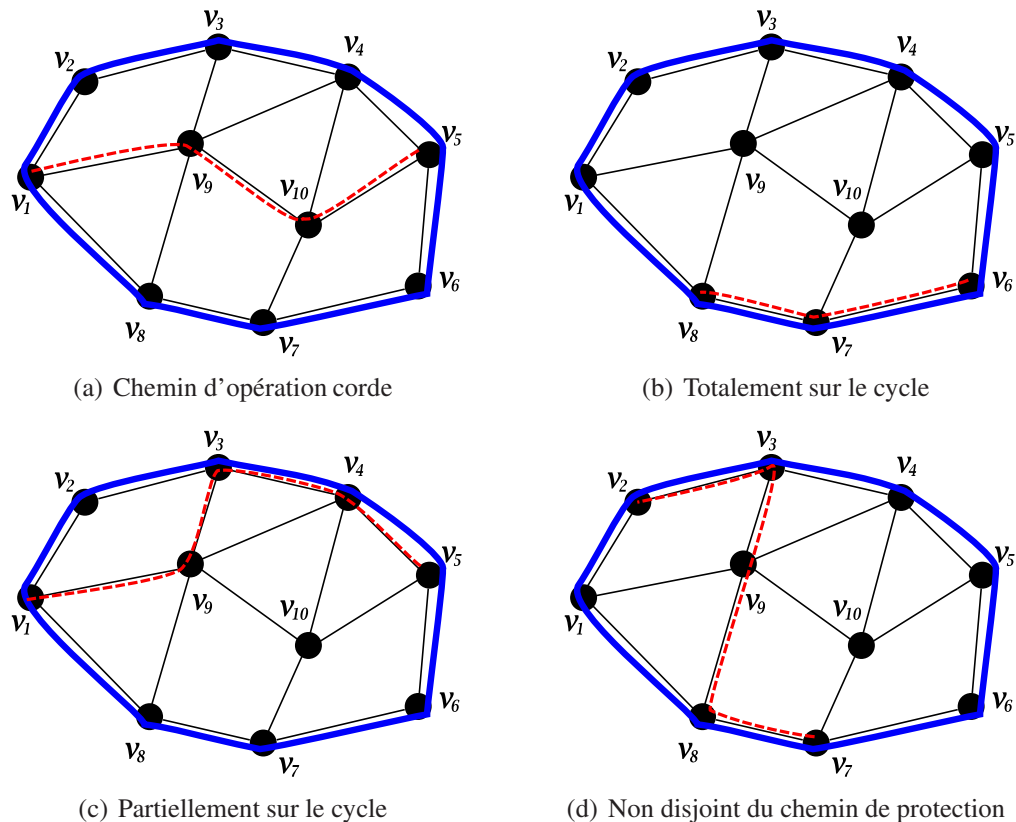 v3
v2
v4
v5
v1
v9
v10
v6
v8
v7
(a) Chemin d'opération corde
v3
v2
v4
v5
v1
v9
v10
v6
v8
v7
(b) Totalement sur le cycle
v3
v2
v4
v5
v1
v9
v10
v6
v8
v7
(c) Partiellement sur le cycle
v3
v2
v4
v5
v1
v9
v10
v6
v8
v7
(d) Non disjoint du chemin de protection